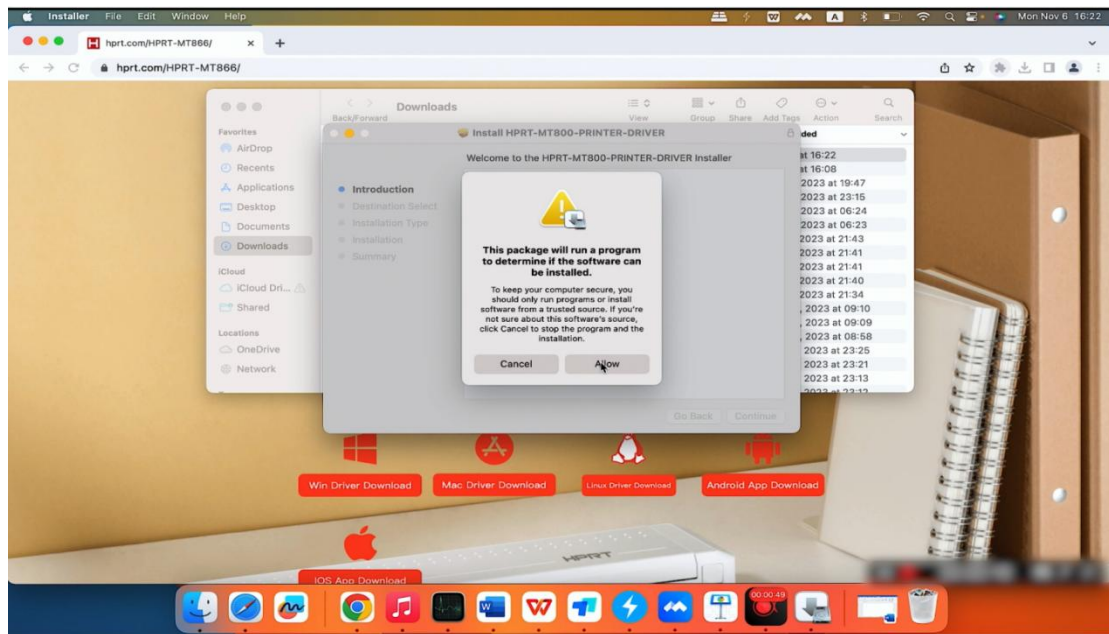 Installer File Edit Window Help
A
Mon Nov 6 16:22
hprt.com/HPRT-MT866/
hprt.com/HPRT-MT866/
Downloads
Back/Forward View Group Share Add Tags Action Search
Favorites
AirDrop
Recents
Applications
Desktop
Documents
Downloads
iCloud
iCloud Dri...
Shared
Locations
OneDrive
Network
Install HPRT-MT800-PRINTER-DRIVER
Welcome to the HPRT-MT800-PRINTER-DRIVER Installer
Introduction
Destination Select
Installation Type
Installation
Summary
This package will run a program
to determine if the software can
be installed.
To keep your computer secure, you
should only run programs or install
software from a trusted source. If you're
not sure about this software's source,
click Cancel to stop the program and the
installation.
Cancel Allow
Go Back Continue
ded
at 16:22
at 16:08
2023 at 19:47
2023 at 23:15
2023 at 06:24
2023 at 06:23
2023 at 21:43
2023 at 21:41
2023 at 21:41
2023 at 21:40
2023 at 21:34
, 2023 at 09:10
, 2023 at 09:09
, 2023 at 08:58
2023 at 23:25
2023 at 23:21
2023 at 23:13
2023 at 23:12
Win Driver Download
Mac Driver Download
Linux Driver Download
Android App Download
IOS App Download
HPRT
00:00:49